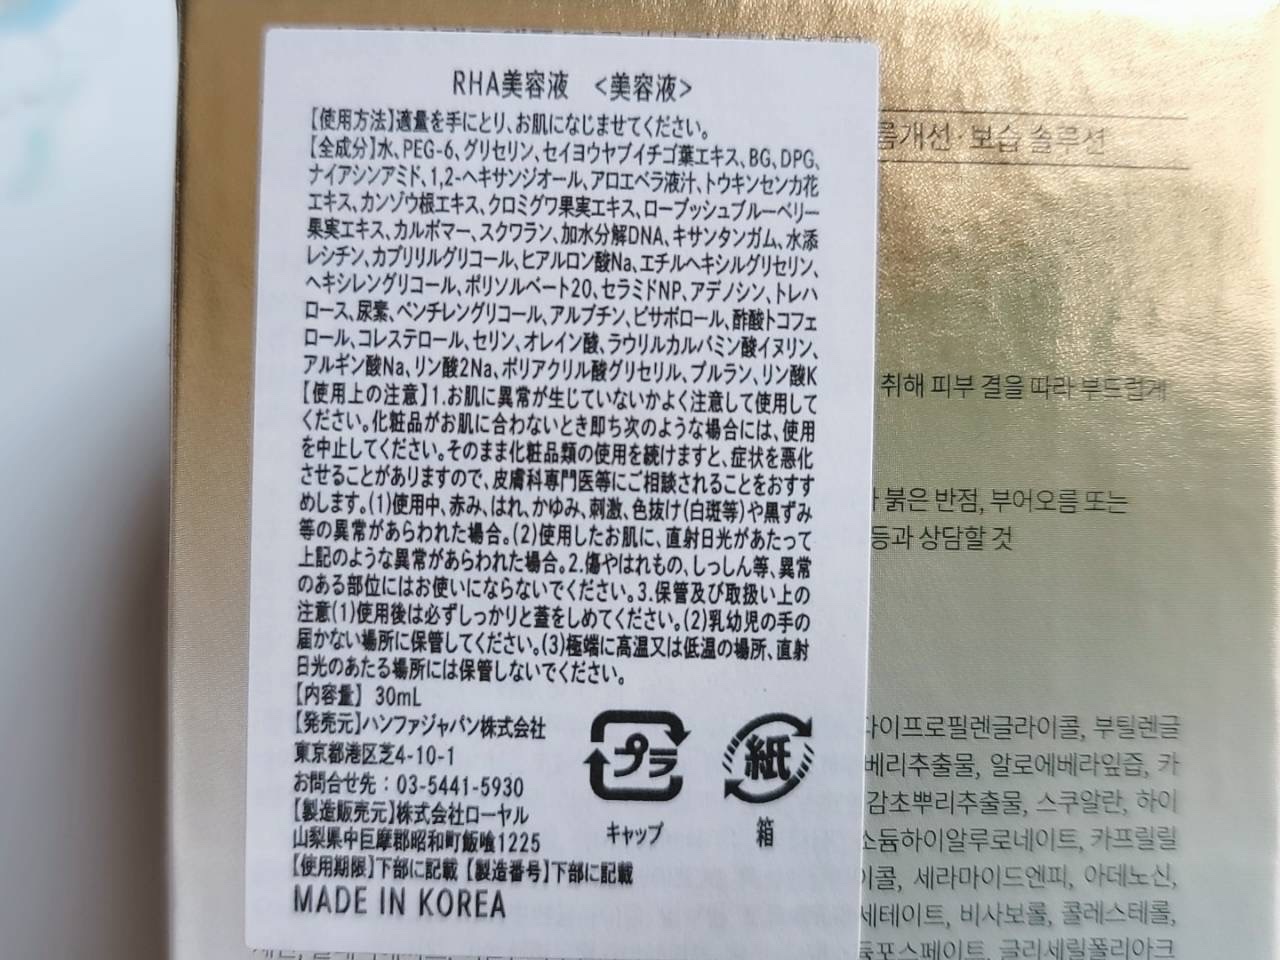 RHA美容液 <美容液>
【使用方法】適量を手にとり、お肌になじませてください。
【全成分】水、PEG-6、グリセリン、セイヨウヤブイチゴ葉エキス、BG、DPG、
ナイアシンアミド、1,2-ヘキサンジオール、アロエベラ液汁、トウキンセンカ花
エキス、カンゾウ根エキス、クロミグワ果実エキス、ローブッシュブルーベリー
果実エキス、カルボマー、スクワラン、加水分解DNA、キサンタンガム、水添
レシチン、カプリリルグリコール、ヒアルロン酸Na、エチルヘキシルグリセリン、
ヘキシレングリコール、ポリソルベート20、セラミドNP、アデノシン、トレハ
ロース、尿素、ペンチレングリコール、アルブチン、ビサボロール、酢酸トコフェ
ロール、コレステロール、セリン、オレイン酸、ラウリルカルバミン酸イヌリン、
アルギン酸Na、リン酸2Na、ポリアクリル酸グリセリル、プルラン、リン酸K
【使用上の注意】1.お肌に異常が生じていないかよく注意して使用して
ください。化粧品がお肌に合わないとき即ち次のような場合には、使用
を中止してください。そのまま化粧品類の使用を続けますと、症状を悪化
させることがありますので、皮膚科専門医等にご相談されることをおすす
めします。(1)使用中、赤み、はれ、かゆみ、刺激、色抜け(白斑等)や黒ずみ
等の異常があらわれた場合。(2)使用したお肌に、直射日光があたって
上記のような異常があらわれた場合。2.傷やはれもの、しっしん等、異常
のある部位にはお使いにならないでください。3.保管及び取扱い上の
注意(1)使用後は必ずしっかりと蓋をしめてください。(2)乳幼児の手の
届かない場所に保管してください。(3)極端に高温又は低温の場所、直射
日光のあたる場所には保管しないでください。
【内容量】 30mL
【発売元】ハンファジャパン株式会社
東京都港区芝4-10-1
お問合せ先：03-5441-5930
【製造販売元】株式会社ローヤル
山梨県中巨摩郡昭和町飯喰1225
【使用期限】下部に記載【製造番号】下部に記載
MADE IN KOREA
プラ
キャップ
紙
箱
름개선·보습 솔루션
취해 피부 결을 따라 부드럽게
붉은 반점, 부어오름 또는
등과 상담할 것
다이프로필렌글라이콜, 부틸렌글
베리추출물, 알로에베라잎즙, 카
감초뿌리추출물, 스쿠알란, 하이
소듐하이알루로네이트, 카프릴릴
이콜, 세라마이드엔피, 아데노신,
세테이트, 비사보롤, 콜레스테롤,
듐포스페이트, 글리세릴폴리아크